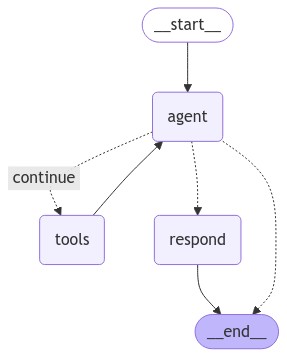 __start__
agent
continue
tools
respond
__end__